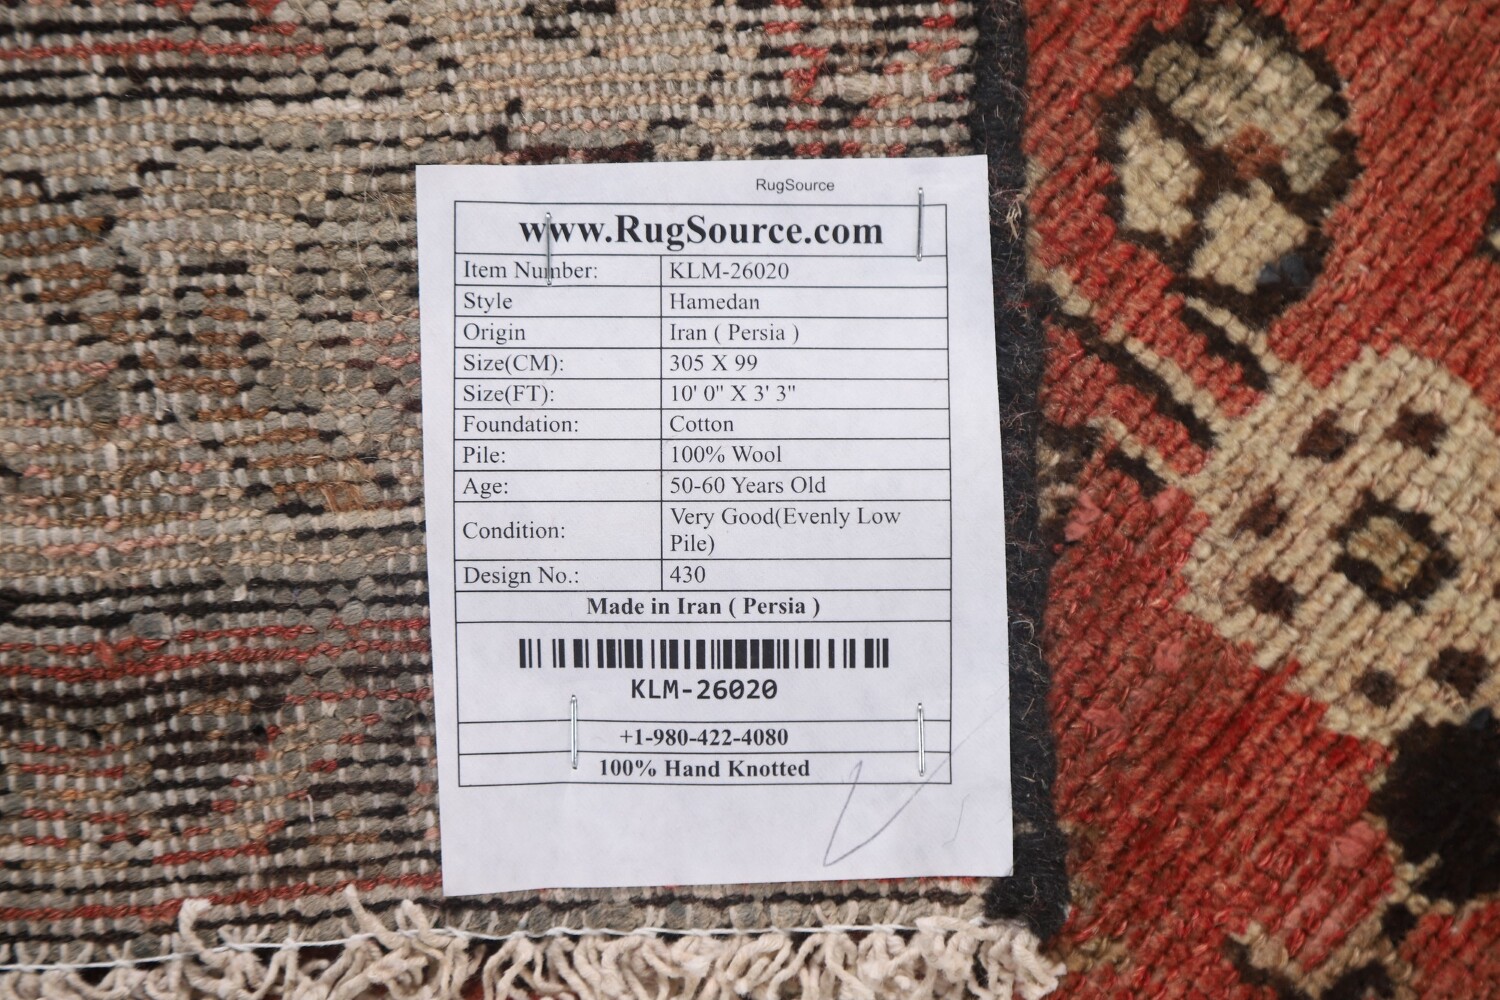 RugSource
www.RugSource.com
Item Number: KLM-26020
Style Hamedan
Origin Iran ( Persia )
Size(CM): 305 X 99
Size(FT): 10' 0" X 3' 3"
Foundation: Cotton
Pile: 100% Wool
Age: 50-60 Years Old
Condition: Very Good(Evenly Low
Pile)
Design No.: 430
Made in Iran ( Persia )
KLM-26020
+1-980-422-4080
100% Hand Knotted